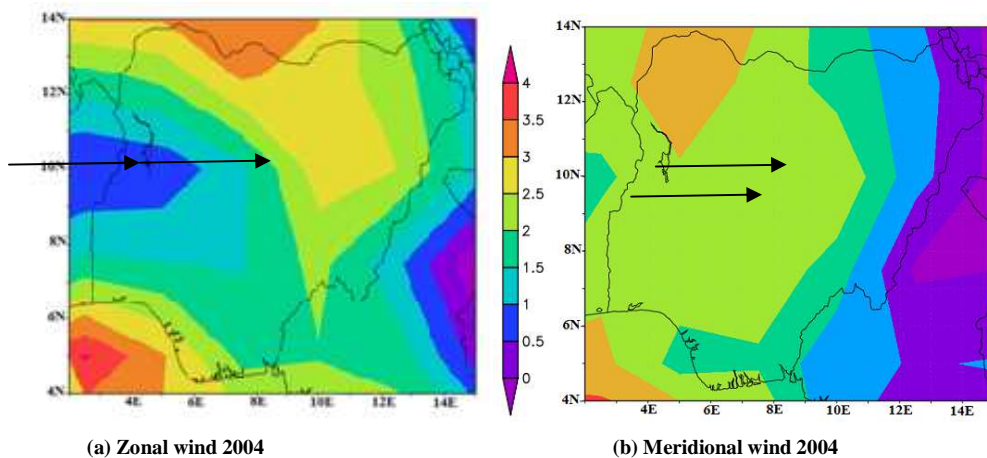 14N
12N
10N
8N
6N
4N
4E
6E
8E
10E
12E
14E
4
3.5
3
2.5
2
1.5
1
0.5
0
14N
12N
10N
8N
6N
4N
4E
6E
8E
10E
12E
14E
(a) Zonal wind 2004
(b) Meridional wind 2004